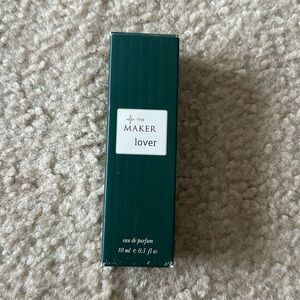 THE
MAKER
lover
eau de parfum
10 ml e 0.3 fl oz